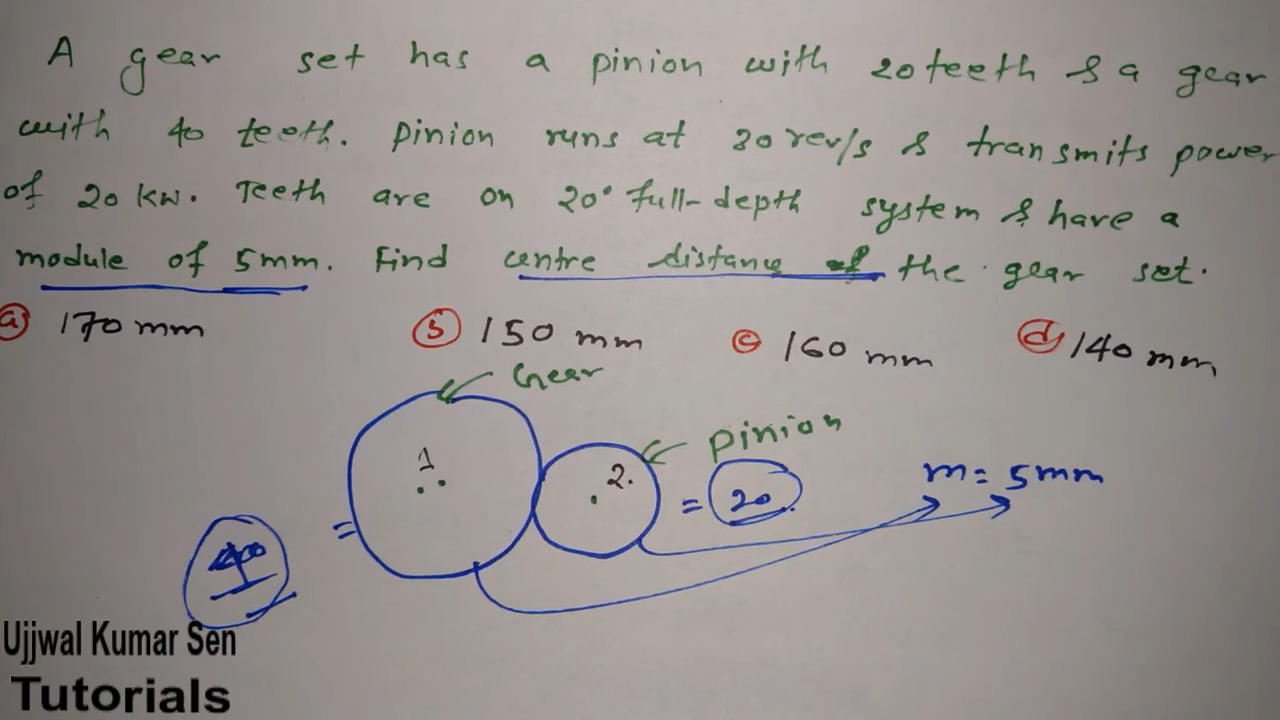 A gear set has a pinion with 20 teeth & a gear
with 40 teeth. Pinion runs at 30 rev/s & transmits power
of 20 kw. Teeth are on 20° full-depth system & have a
module of 5mm. Find centre distance of the gear set.
(a) 170 mm (b) 150 mm (c) 160 mm (d) 140 mm
Gear
Pinion
1
2.
m = 5mm
= 20
40 =
Ujjwal Kumar Sen
Tutorials